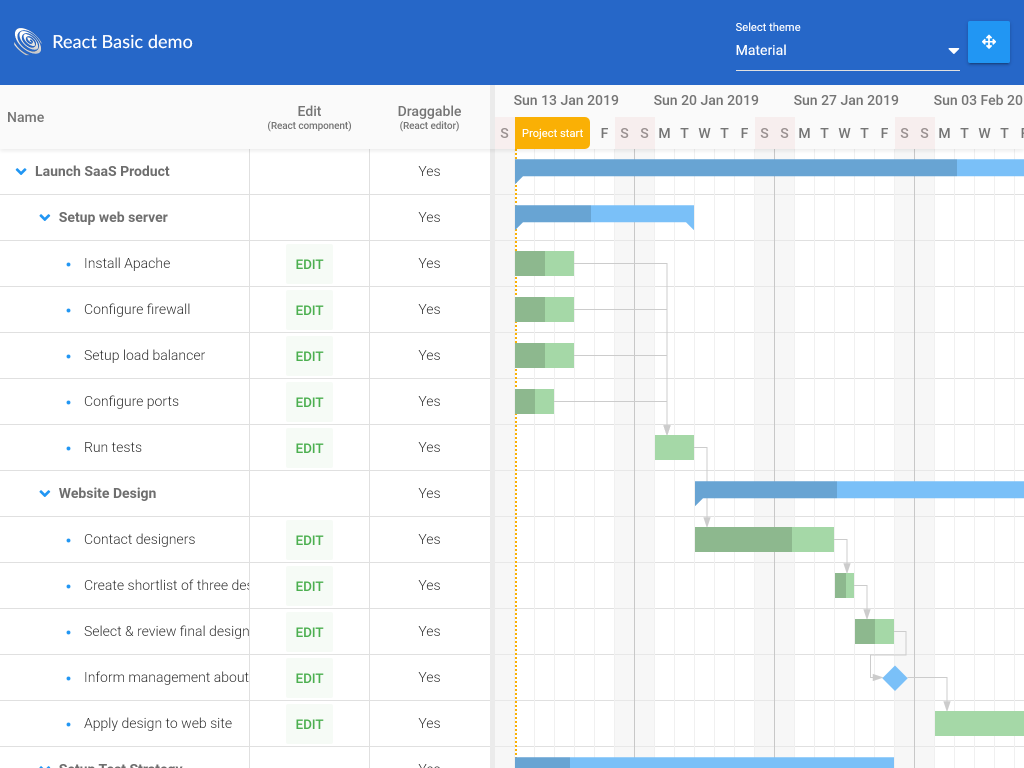 React Basic demo
Select theme
Material
Name
Edit
(React component)
Draggable
(React editor)
Sun 13 Jan 2019 Sun 20 Jan 2019 Sun 27 Jan 2019 Sun 03 Feb 20
S Project start F S S M T W T F S S M T W T F S S M T W T
Launch SaaS Product Yes
Setup web server Yes
Install Apache EDIT Yes
Configure firewall EDIT Yes
Setup load balancer EDIT Yes
Configure ports EDIT Yes
Run tests EDIT Yes
Website Design Yes
Contact designers EDIT Yes
Create shortlist of three des EDIT Yes
Select & review final design EDIT Yes
Inform management about EDIT Yes
Apply design to web site EDIT Yes
Setup Test Strategy Yes